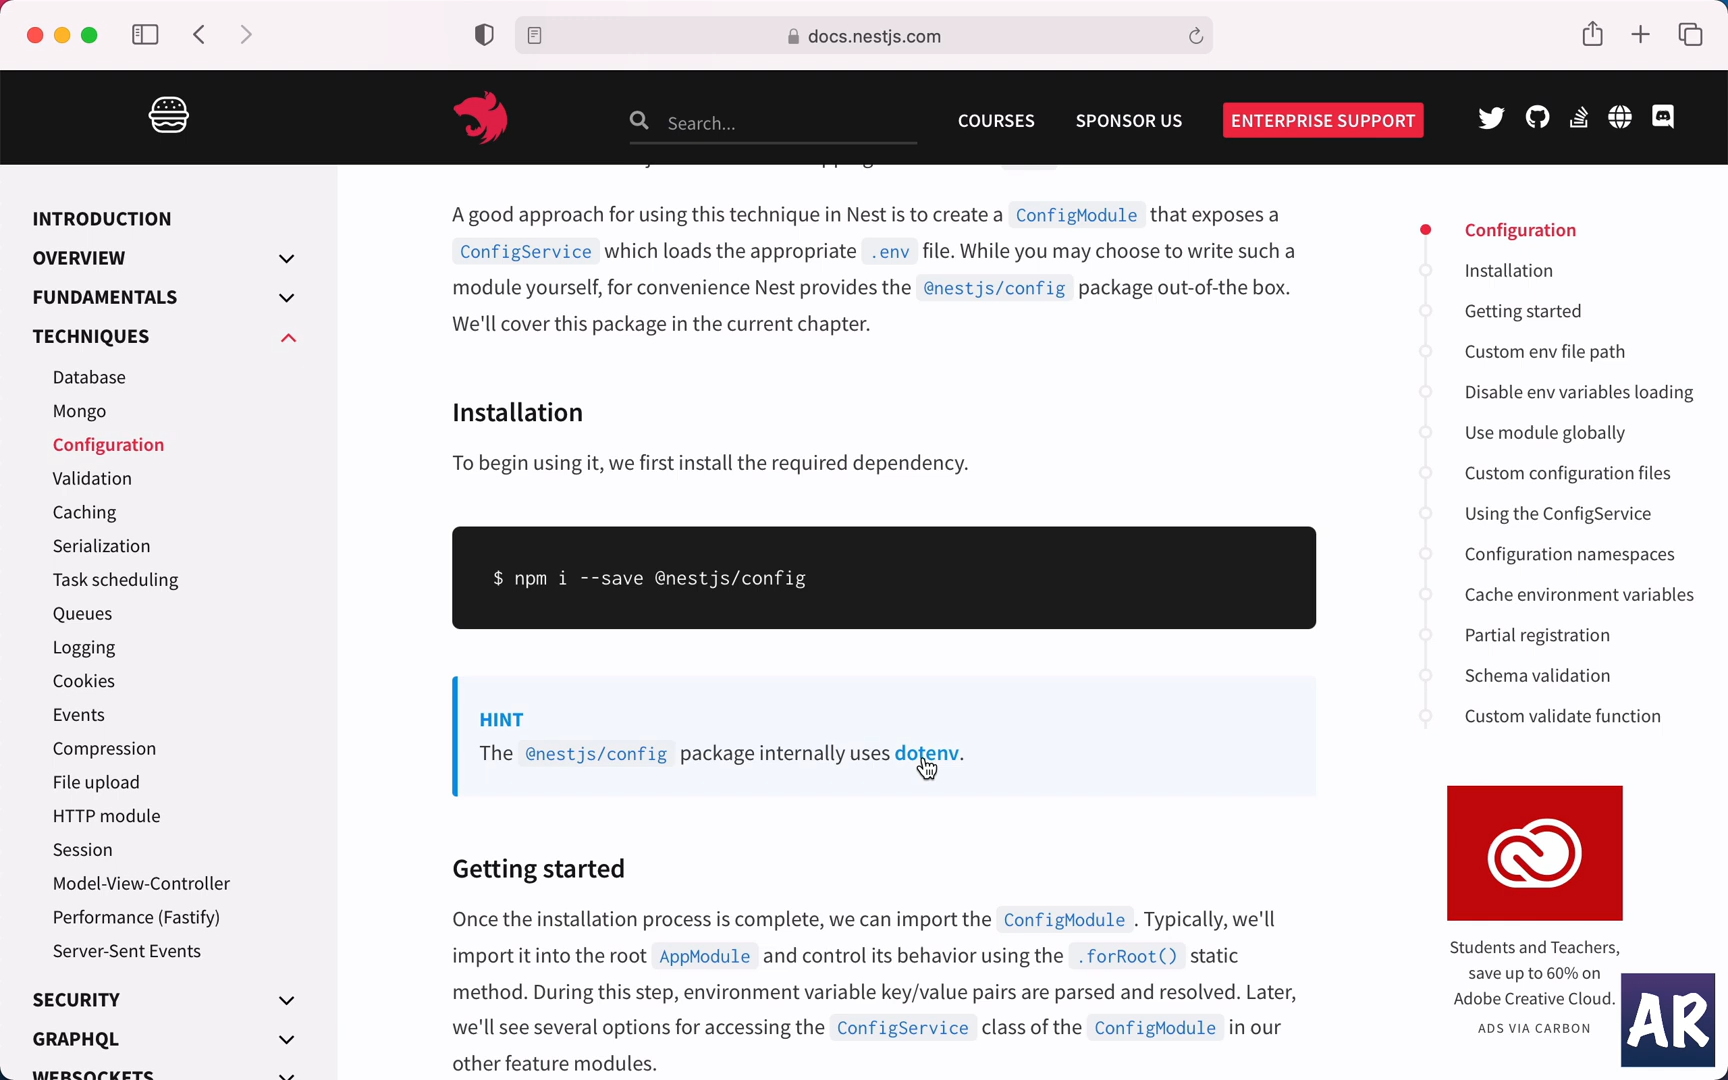 docs.nestjs.com
Search...
COURSES
SPONSOR US
ENTERPRISE SUPPORT
INTRODUCTION
OVERVIEW
FUNDAMENTALS
TECHNIQUES
Database
Mongo
Configuration
Validation
Caching
Serialization
Task scheduling
Queues
Logging
Cookies
Events
Compression
File upload
HTTP module
Session
Model-View-Controller
Performance (Fastify)
Server-Sent Events
SECURITY
GRAPHQL
WEBSOCKETS
A good approach for using this technique in Nest is to create a ConfigModule that exposes a
ConfigService which loads the appropriate .env file. While you may choose to write such a
module yourself, for convenience Nest provides the @nestjs/config package out-of-the box.
We'll cover this package in the current chapter.
Installation
To begin using it, we first install the required dependency.
$ npm i --save @nestjs/config
HINT
The @nestjs/config package internally uses dotenv.
Getting started
Once the installation process is complete, we can import the ConfigModule. Typically, we'll
import it into the root AppModule and control its behavior using the .forRoot() static
method. During this step, environment variable key/value pairs are parsed and resolved. Later,
we'll see several options for accessing the ConfigService class of the ConfigModule in our
other feature modules.
Configuration
Installation
Getting started
Custom env file path
Disable env variables loading
Use module globally
Custom configuration files
Using the ConfigService
Configuration namespaces
Cache environment variables
Partial registration
Schema validation
Custom validate function
Students and Teachers,
save up to 60% on
Adobe Creative Cloud.
ADS VIA CARBON
AR